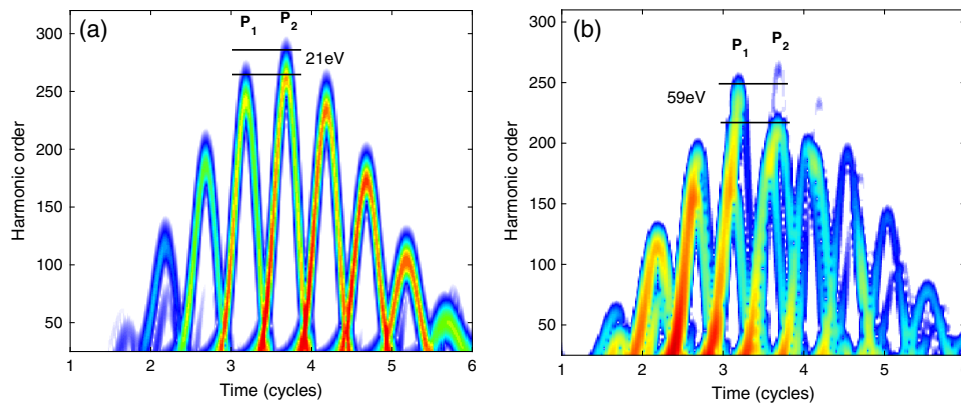 (a)
P1 P2
21eV
Harmonic order
300
250
200
150
100
50
1 2 3 4 5 6
Time (cycles)
(b)
P1 P2
59eV
Harmonic order
300
250
200
150
100
50
1 2 3 4 5
Time (cycles)